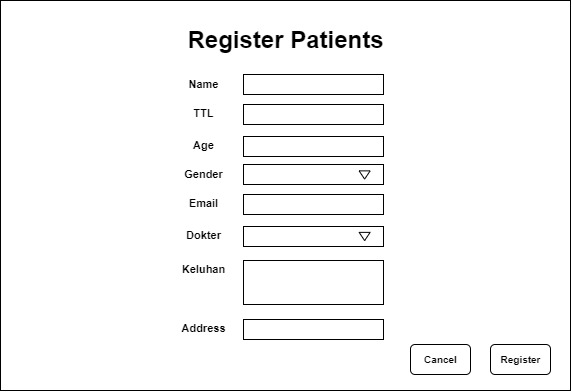 Register Patients
Name
TTL
Age
Gender
Email
Dokter
Keluhan
Address
Cancel
Register